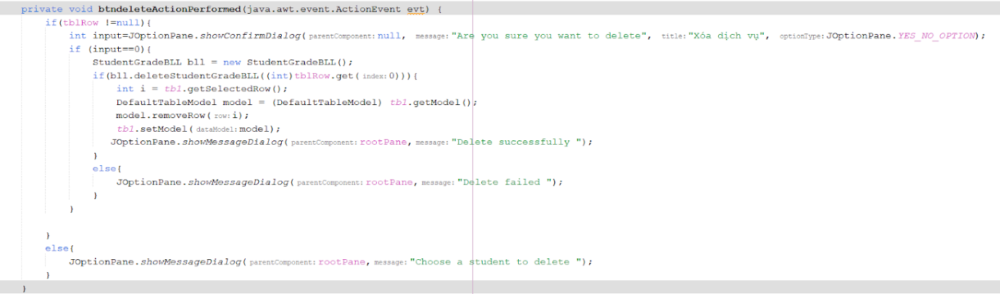 private void btndeleteActionPerformed(java.awt.event.ActionEvent evt) {
if(tblRow !=null){
int input=JOptionPane.showConfirmDialog( parentComponent: null, message: "Are you sure you want to delete", title: "Xóa dịch vụ", optionType: JOptionPane.YES_NO_OPTION);
if (input==0){
StudentGradeBLL bll = new StudentGradeBLL();
if(bll.deleteStudentGradeBLL((int)tblRow.get( index: 0))){
int i = tb1.getSelectedRow();
DefaultTableModel model = (DefaultTableModel) tb1.getModel();
model.removeRow( row: i);
tb1.setModel( dataModel: model);
JOptionPane.showMessageDialog( parentComponent: rootPane, message: "Delete successfully ");
}
else{
JOptionPane.showMessageDialog( parentComponent: rootPane, message: "Delete failed ");
}
}
}
else{
JOptionPane.showMessageDialog( parentComponent: rootPane, message: "Choose a student to delete ");
}
}